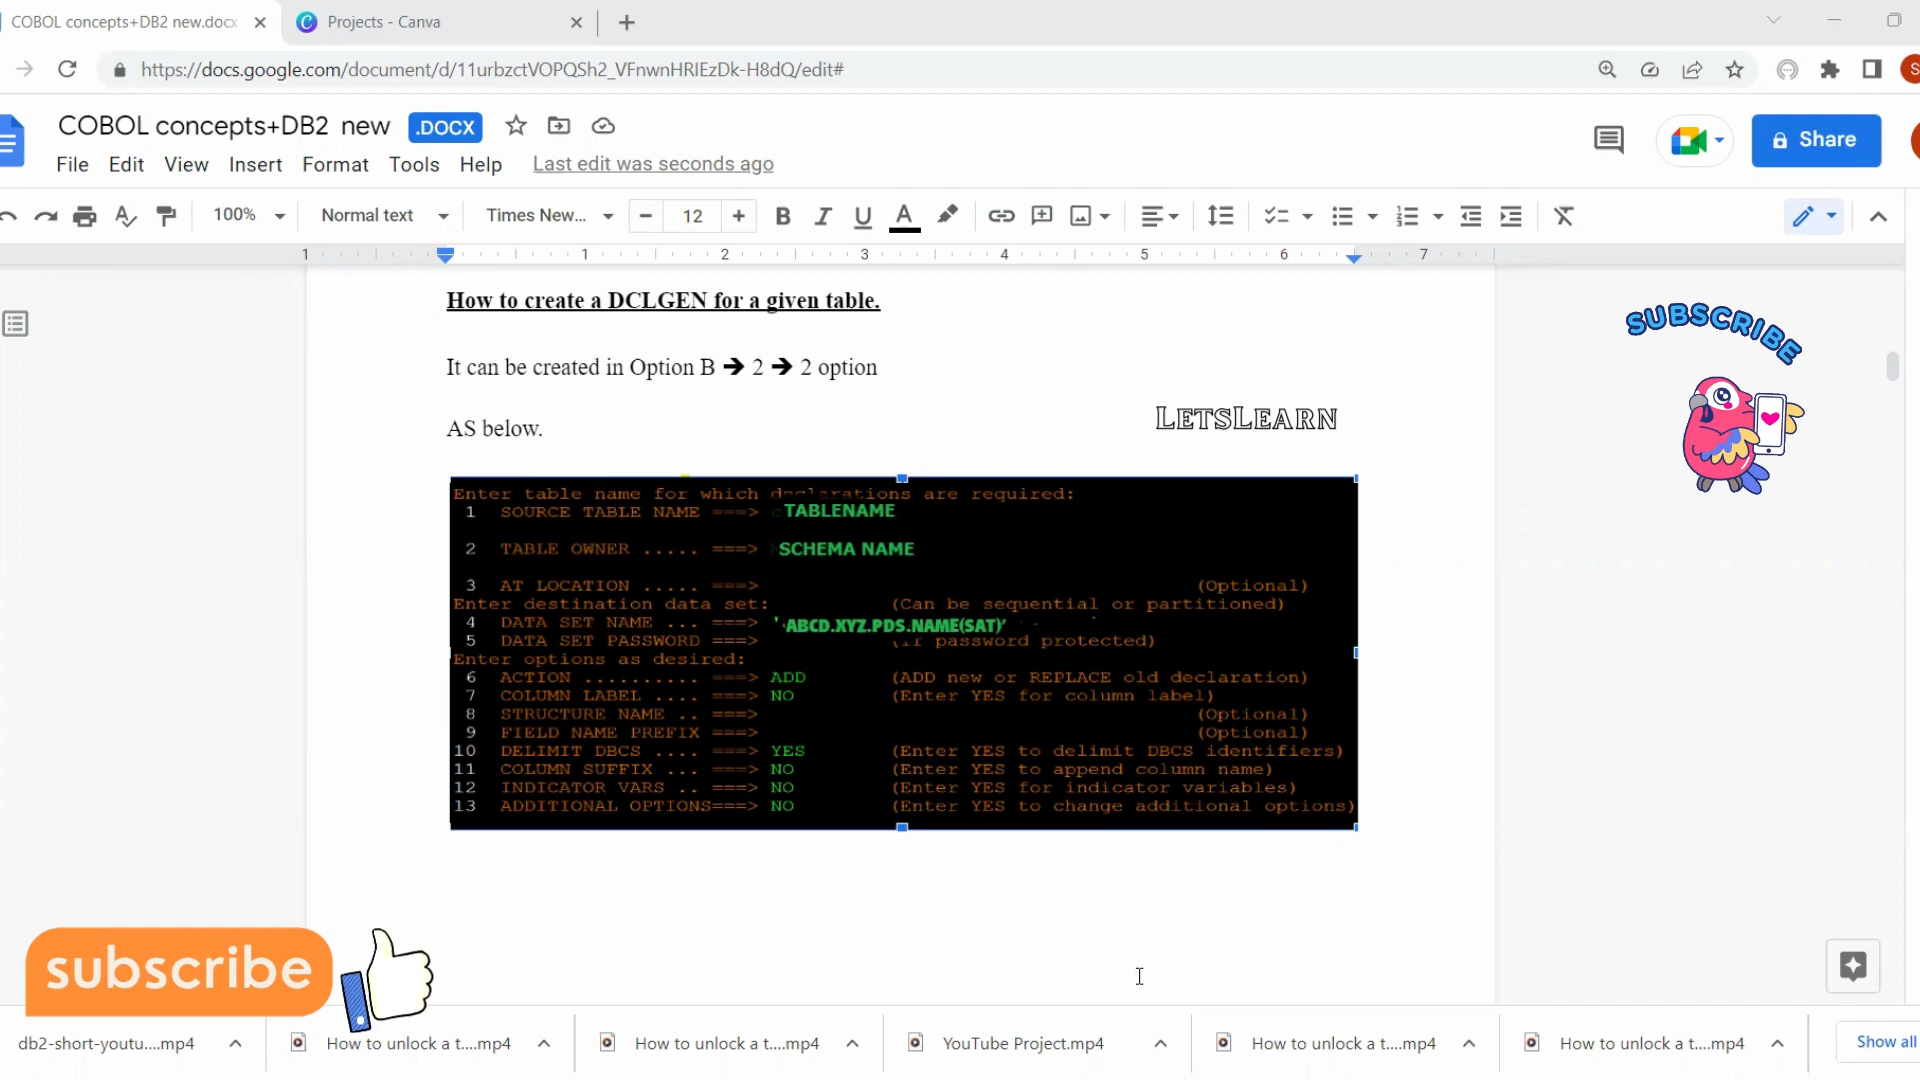 COBOL concepts+DB2 new.docx
Projects - Canva
https://docs.google.com/document/d/11urbzctVOPQSh2_VFnwnHRlEzDk-H8dQ/edit#
COBOL concepts+DB2 new .DOCX
Share
File Edit View Insert Format Tools Help Last edit was seconds ago
100% Normal text Times New... 12
1 1 2 3 4 5 6 7
How to create a DCLGEN for a given table.
SUBSCRIBE
It can be created in Option B ➔ 2 ➔ 2 option
LETSLEARN
AS below.
Enter table name for which declarations are required:
1 SOURCE TABLE NAME ===> TABLENAME
2 TABLE OWNER ..... ===> SCHEMA NAME
3 AT LOCATION ..... ===> (Optional)
Enter destination data set: (Can be sequential or partitioned)
4 DATA SET NAME ... ===> 'ABCD.XYZ.PDS.NAME(SAT)'
5 DATA SET PASSWORD ===> (If password protected)
Enter options as desired:
6 ACTION .......... ===> ADD (ADD new or REPLACE old declaration)
7 COLUMN LABEL .... ===> NO (Enter YES for column label)
8 STRUCTURE NAME .. ===> (Optional)
9 FIELD NAME PREFIX ===> (Optional)
10 DELIMIT DBCS .... ===> YES (Enter YES to delimit DBCS identifiers)
11 COLUMN SUFFIX ... ===> NO (Enter YES to append column name)
12 INDICATOR VARS .. ===> NO (Enter YES for indicator variables)
13 ADDITIONAL OPTIONS===> NO (Enter YES to change additional options)
subscribe
db2-short-youtu....mp4
How to unlock a t....mp4
How to unlock a t....mp4
YouTube Project.mp4
How to unlock a t....mp4
How to unlock a t....mp4
Show all